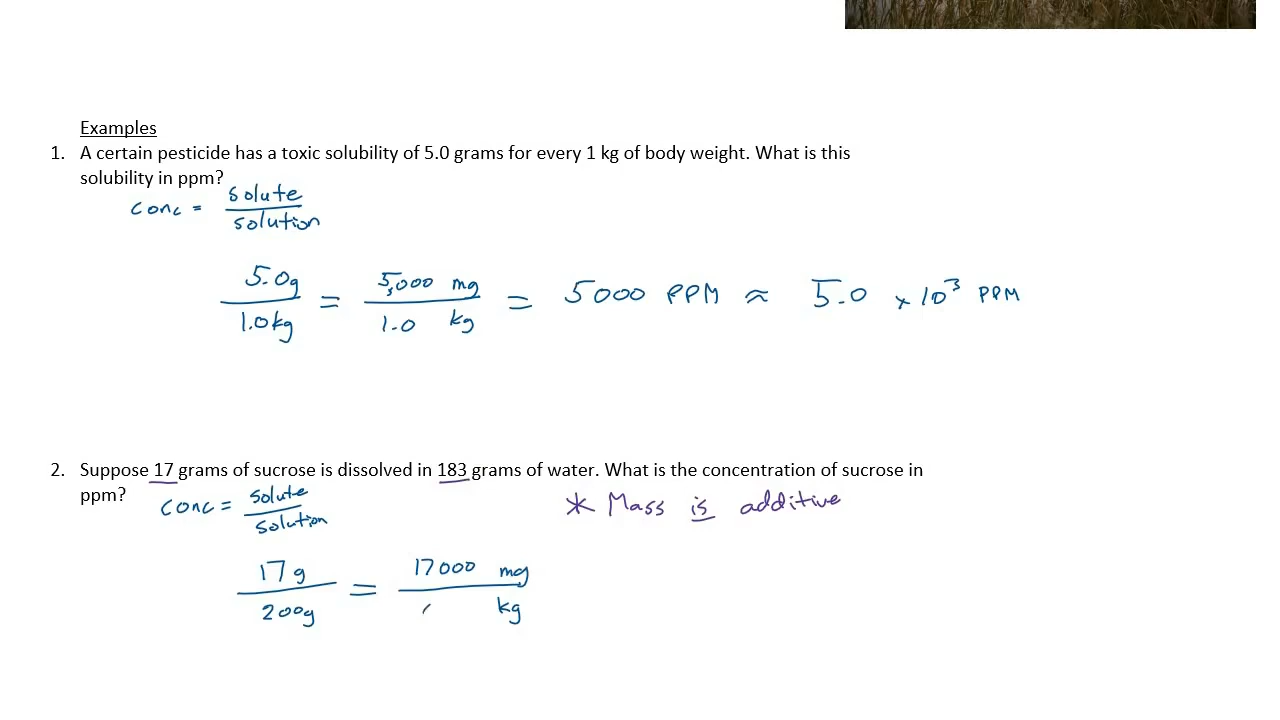 Examples
1. A certain pesticide has a toxic solubility of 5.0 grams for every 1 kg of body weight. What is this
solubility in ppm?
conc = solute / solution
5.0g / 1.0kg = 5,000 mg / 1.0 kg = 5000 PPM ≈ 5.0 × 10³ PPM
2. Suppose 17 grams of sucrose is dissolved in 183 grams of water. What is the concentration of sucrose in
ppm?
conc = solute / solution
* Mass is additive
17g / 200g = 17000 mg / kg